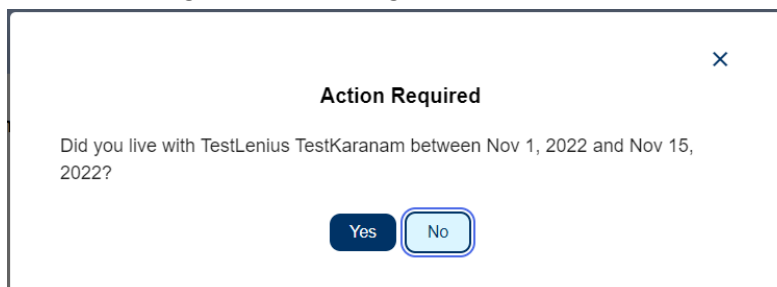 Action Required
Did you live with TestLenius TestKaranam between Nov 1, 2022 and Nov 15,
2022?
Yes No